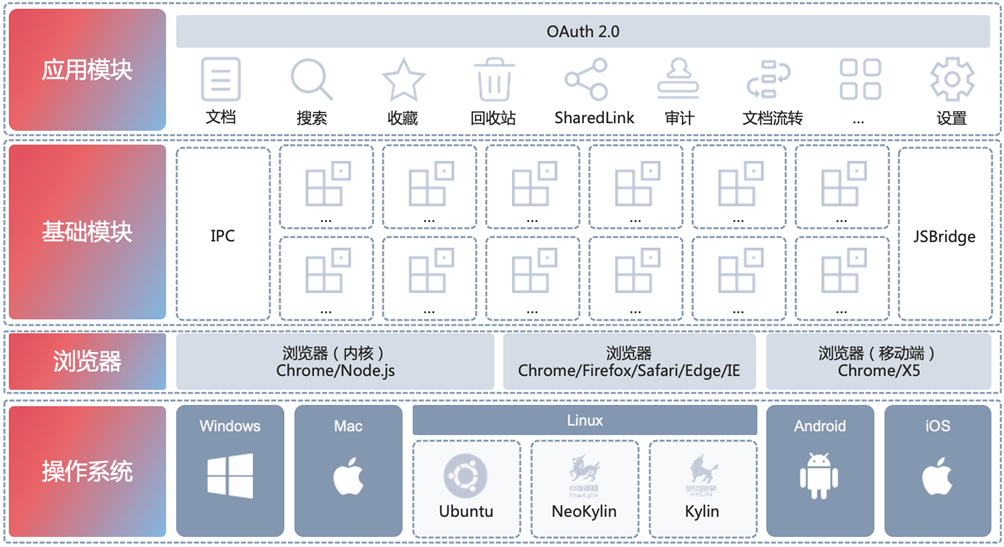 应用模块
OAuth 2.0
文档
搜索
收藏
回收站
SharedLink
审计
文档流转
...
设置
基础模块
IPC
...
...
...
...
...
...
...
...
...
...
...
...
JSBridge
浏览器
浏览器（内核）
Chrome/Node.js
浏览器
Chrome/Firefox/Safari/Edge/IE
浏览器（移动端）
Chrome/X5
操作系统
Windows
Mac
Linux
Ubuntu
NeoKylin
Kylin
Android
iOS